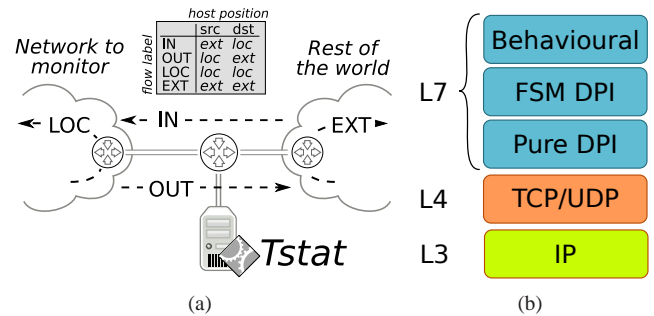 host position
src dst
IN ext loc
OUT loc ext
LOC loc loc
EXT ext ext
flow label
Network to
monitor
Rest of
the world
LOC
IN
EXT
OUT
Tstat
(a)
Behavioural
L7
FSM DPI
Pure DPI
L4
TCP/UDP
L3
IP
(b)